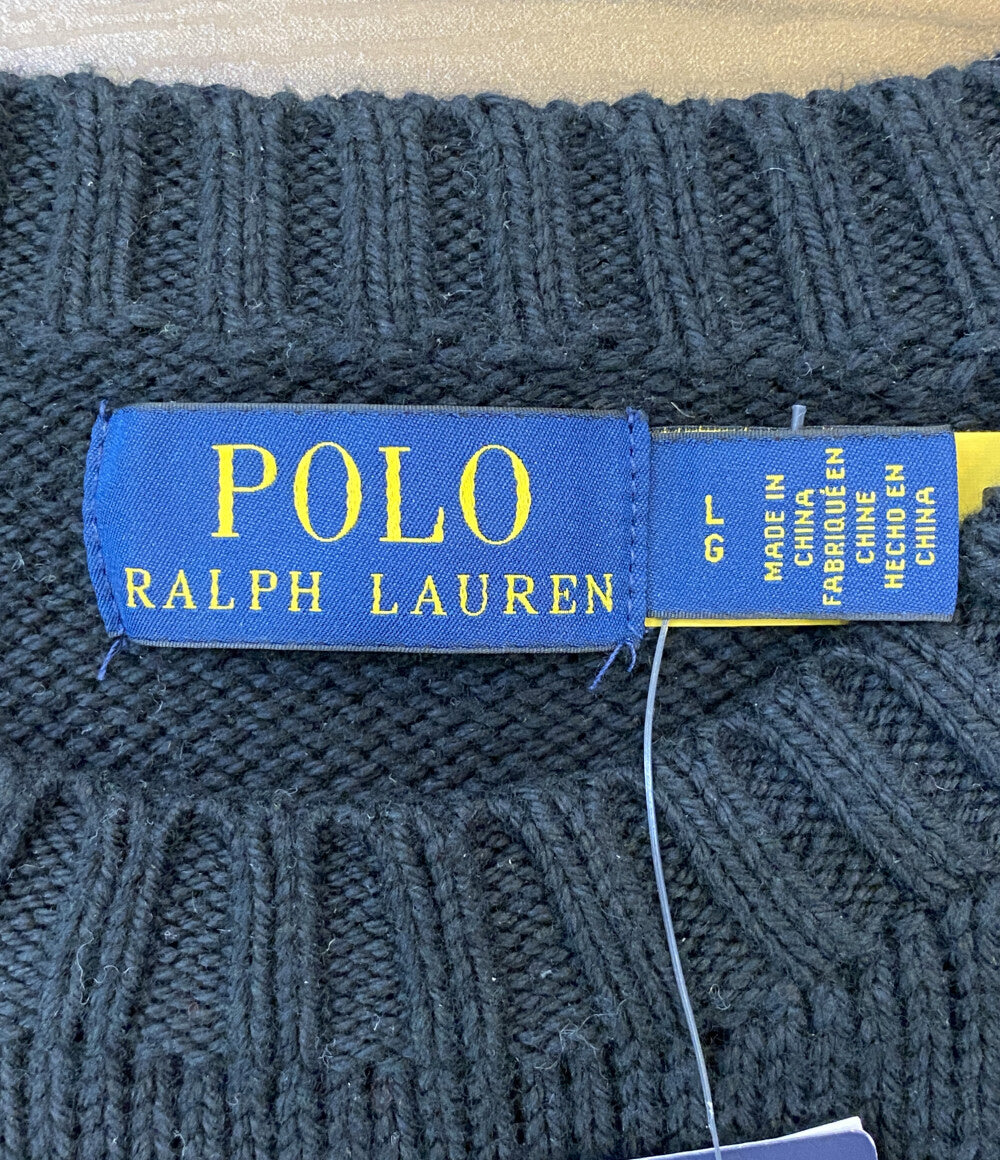 POLO
RALPH LAUREN
L
G
MADE IN
CHINA
FABRIQUÉ EN
CHINE
HECHO EN
CHINA